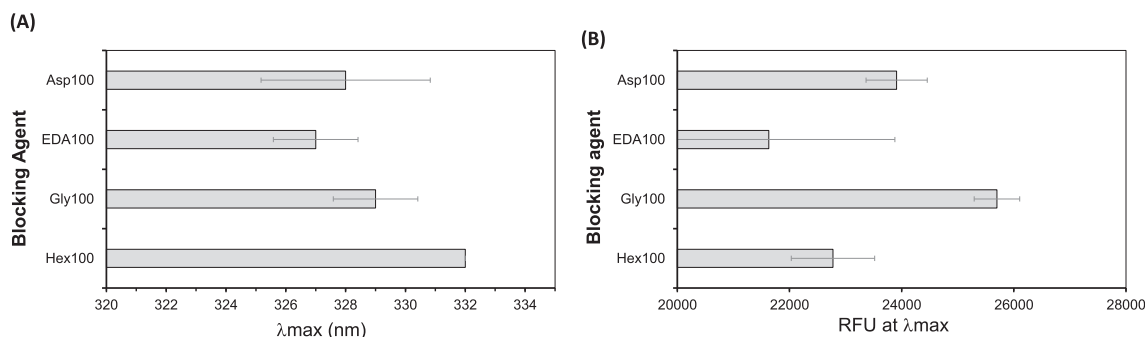 (A)
Blocking Agent
Asp100
EDA100
Gly100
Hex100
320 322 324 326 328 330 332 334
λmax (nm)
(B)
Blocking agent
Asp100
EDA100
Gly100
Hex100
20000 22000 24000 26000 28000
RFU at λmax